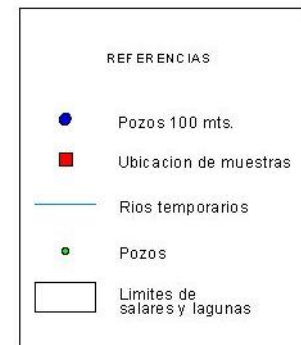 REFERENCIAS
Pozos 100 mts.
Ubicacion de muestras
Rios temporarios
Pozos
Limites de
salares y lagunas